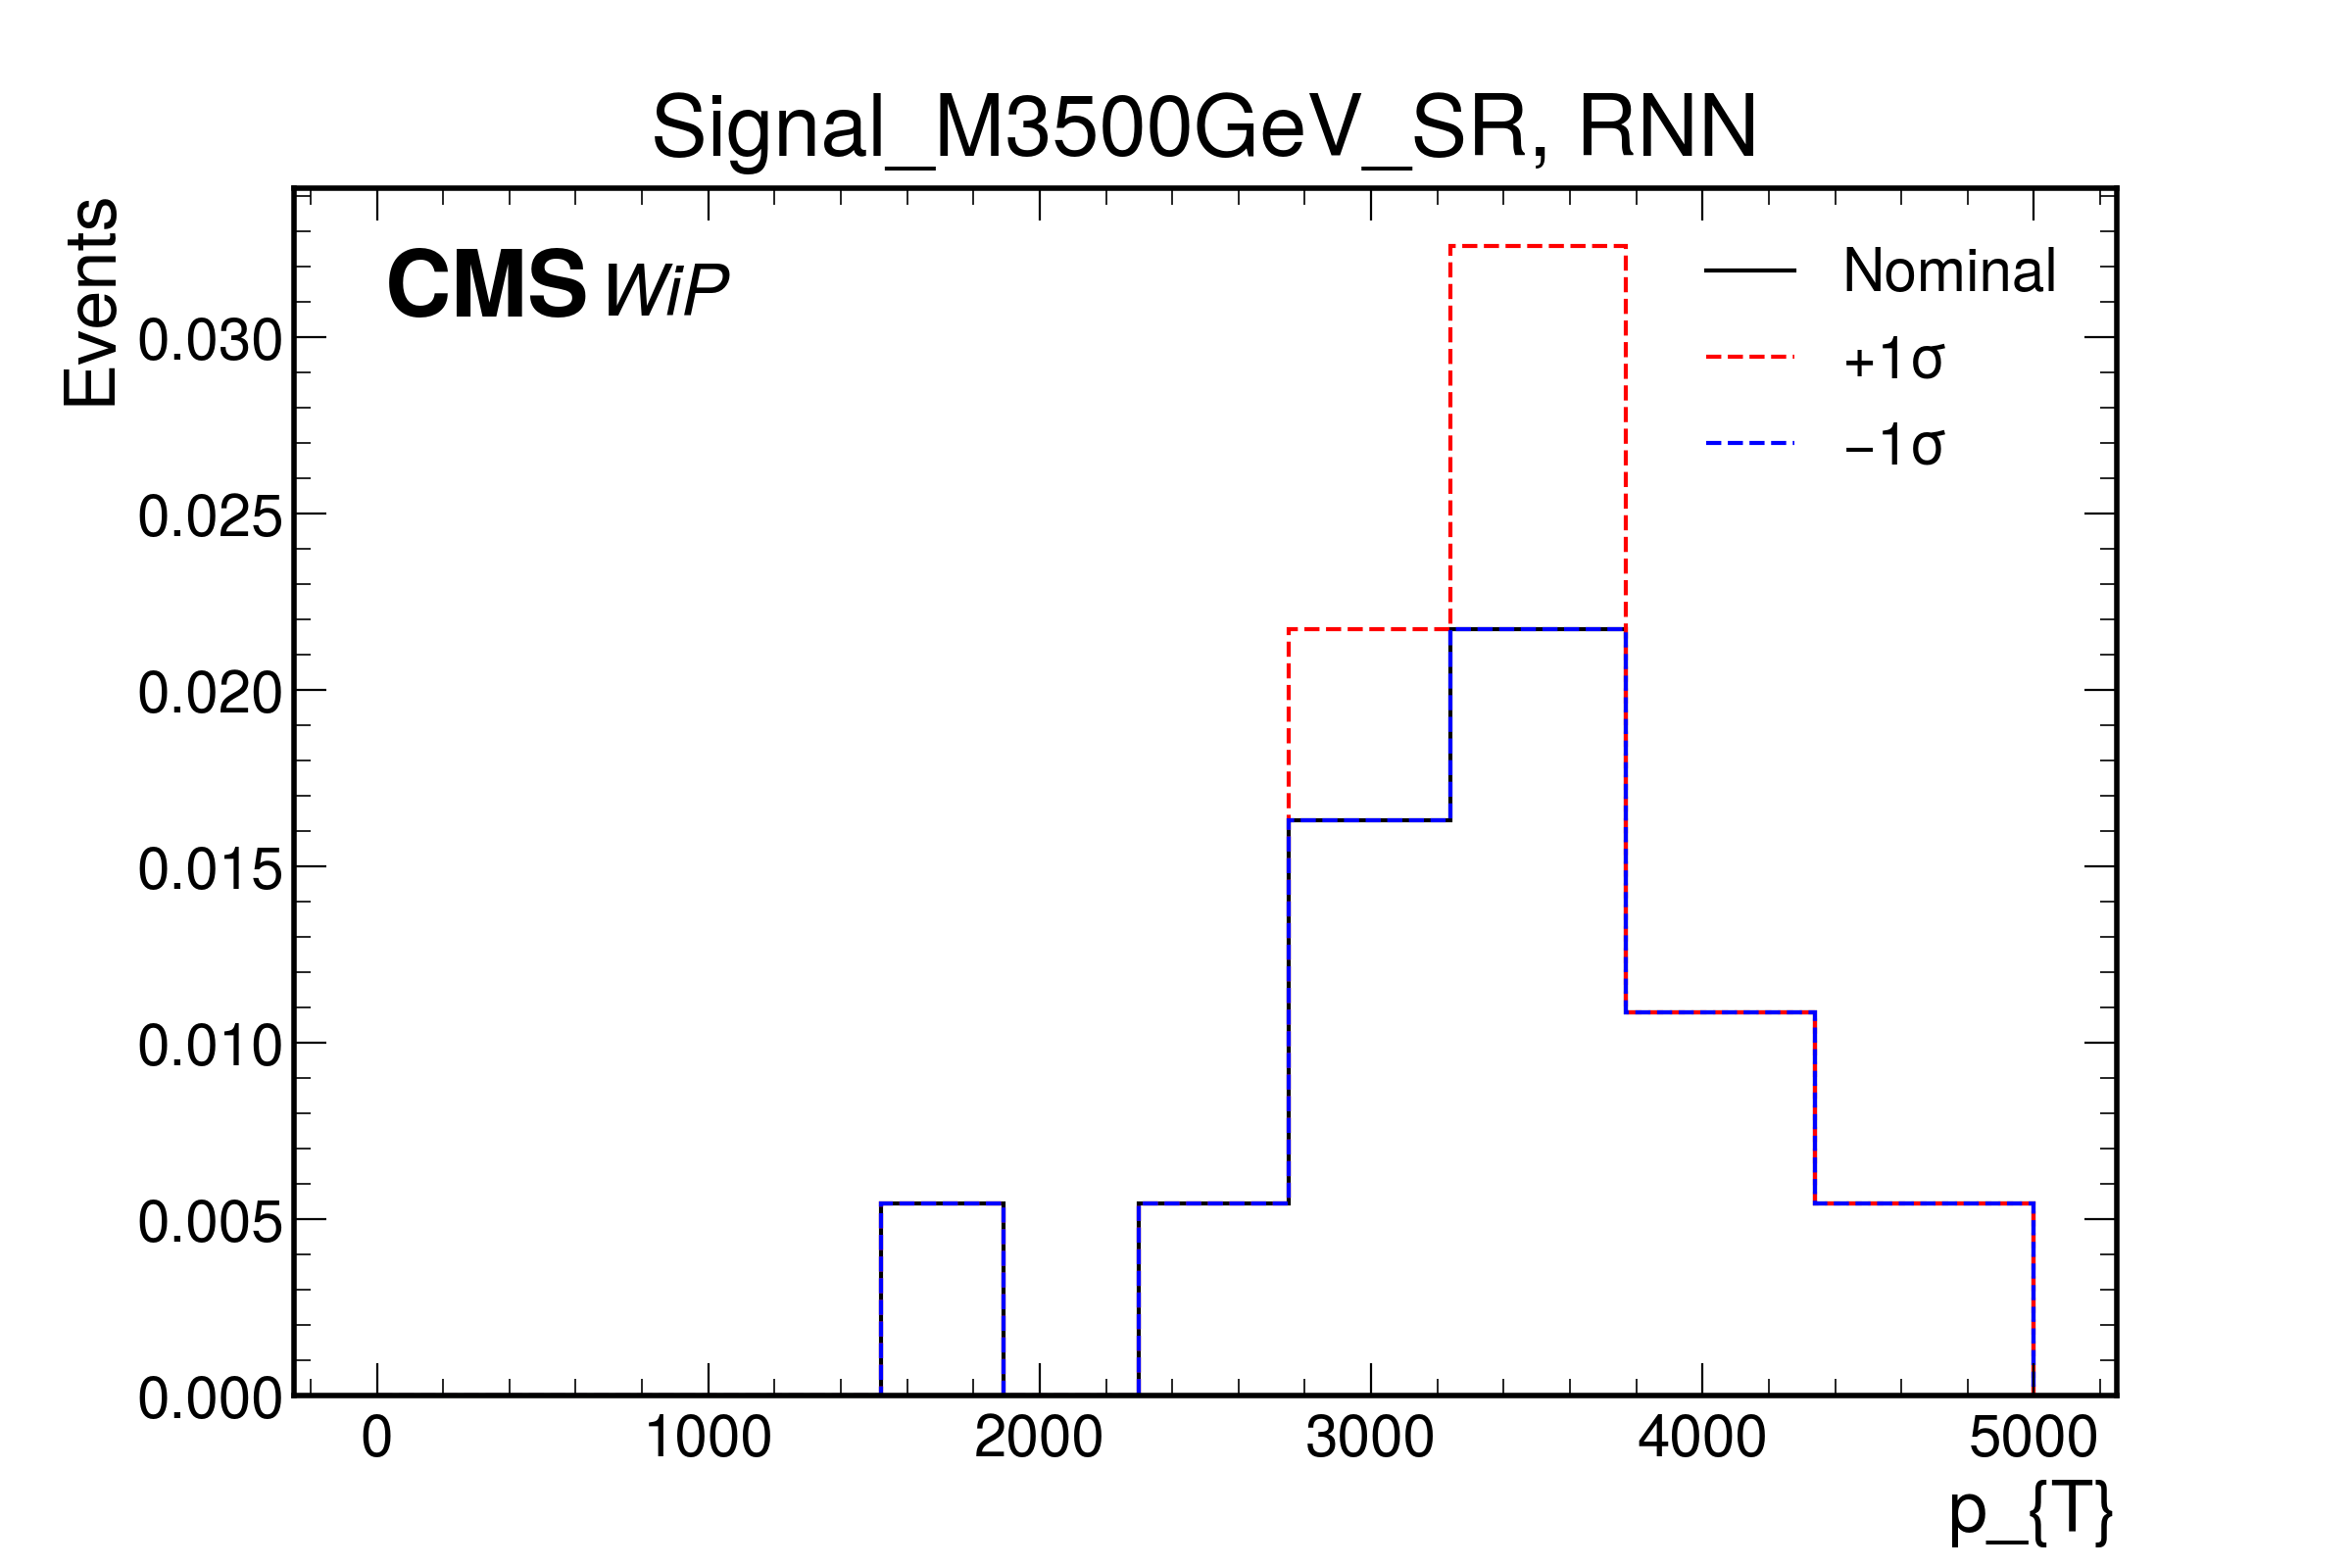 Signal_M3500GeV_SR, RNN
Events
CMS WiP
Nominal
+1σ
−1σ
0.030
0.025
0.020
0.015
0.010
0.005
0.000
0 1000 2000 3000 4000 5000
p_{T}